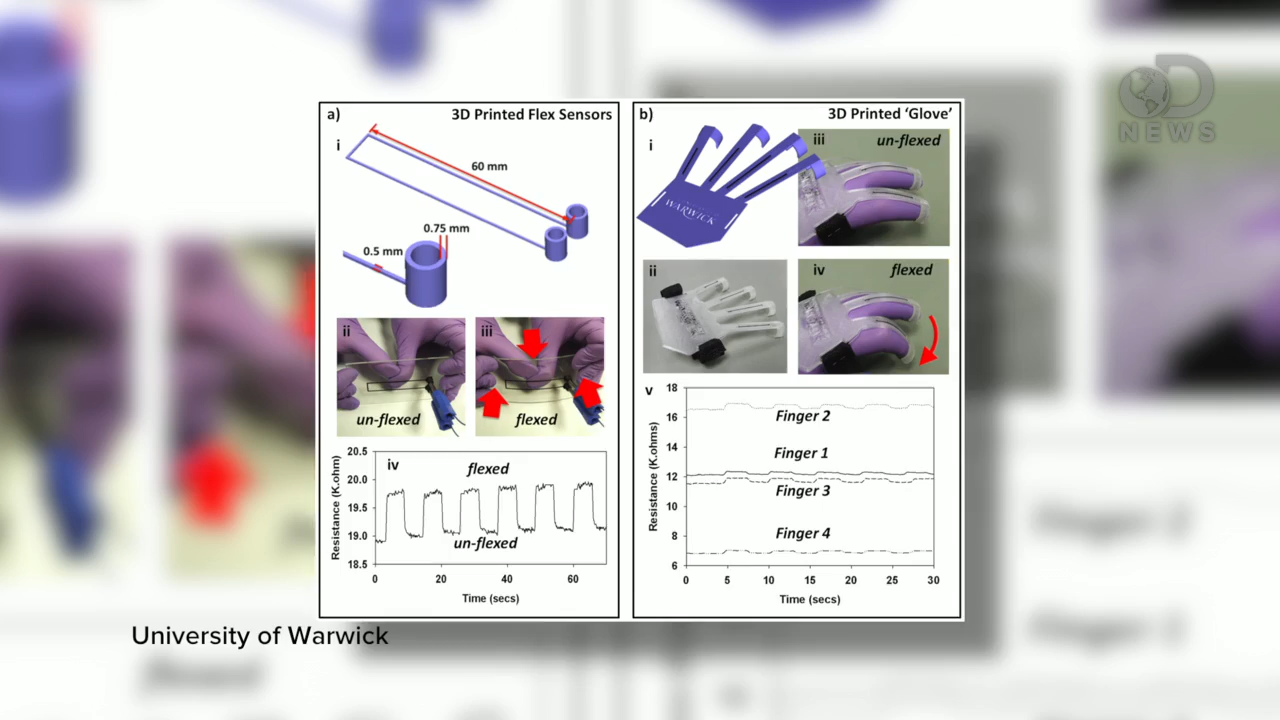 NEWS
a) 3D Printed Flex Sensors
i
60 mm
0.75 mm
0.5 mm
ii
un-flexed
iii
flexed
iv
flexed
un-flexed
Resistance (K.ohm)
20.5
20.0
19.5
19.0
18.5
0 20 40 60
Time (secs)
b) 3D Printed ‘Glove’
i
WARWICK
iii
un-flexed
ii
iv
flexed
v
Resistance (K.ohms)
18
16
14
12
10
8
6
Finger 2
Finger 1
Finger 3
Finger 4
0 5 10 15 20 25 30
Time (secs)
University of Warwick
Finger 2